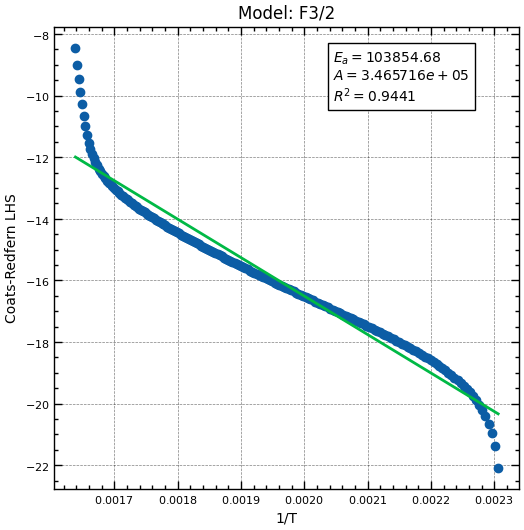 Model: F3/2
−8
−10
−12
−14
−16
−18
−20
−22
Coats-Redfern LHS
E_a = 103854.68
A = 3.465716e + 05
R² = 0.9441
0.0017 0.0018 0.0019 0.0020 0.0021 0.0022 0.0023
1/T